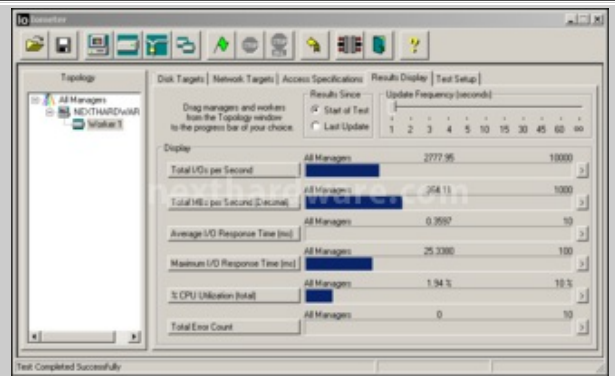 Iometer
Topology
All Managers
NEXTHARDWAR
Worker 1
Disk Targets
Network Targets
Access Specifications
Results Display
Test Setup
Drag managers and workers
from the Topology window
to the progress bar of your choice.
Results Since
Start of Test
Last Update
Update Frequency (seconds)
1 2 3 4 5 10 15 30 45 60 ∞
Display
Total I/Os per Second
All Managers 2777.95 10000
Total MBs per Second (Decimal)
All Managers 1000
Average I/O Response Time (ms)
All Managers 0.3597 10
Maximum I/O Response Time (ms)
All Managers 25.3380 100
% CPU Utilization (total)
All Managers 1.94 % 10 %
Total Error Count
All Managers 0 10
nexthardware.com
Test Completed Successfully